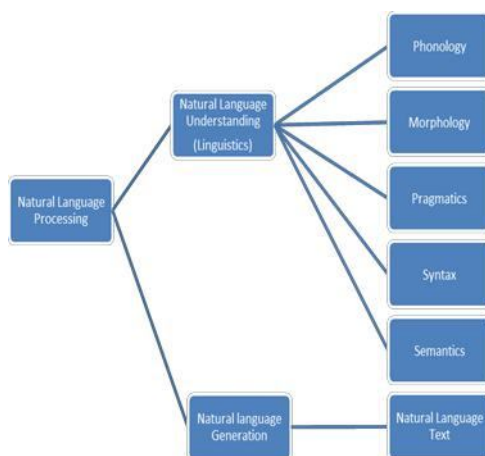 Phonology
Natural Language
Understanding
(Linguistics)
Morphology
Natural Language
Processing
Pragmatics
Syntax
Semantics
Natural language
Generation
Natural Language
Text